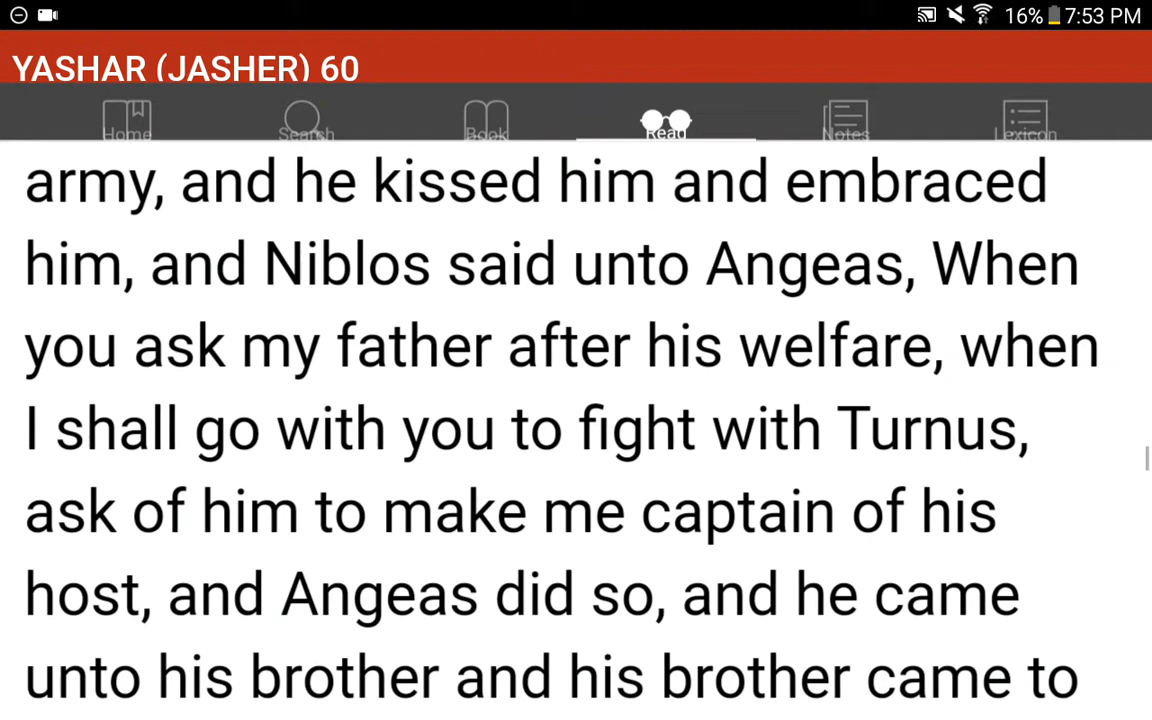 16% 7:53 PM
YASHAR (JASHER) 60
Home Search Book Read Notes Lexicon
army, and he kissed him and embraced
him, and Niblos said unto Angeas, When
you ask my father after his welfare, when
I shall go with you to fight with Turnus,
ask of him to make me captain of his
host, and Angeas did so, and he came
unto his brother and his brother came to